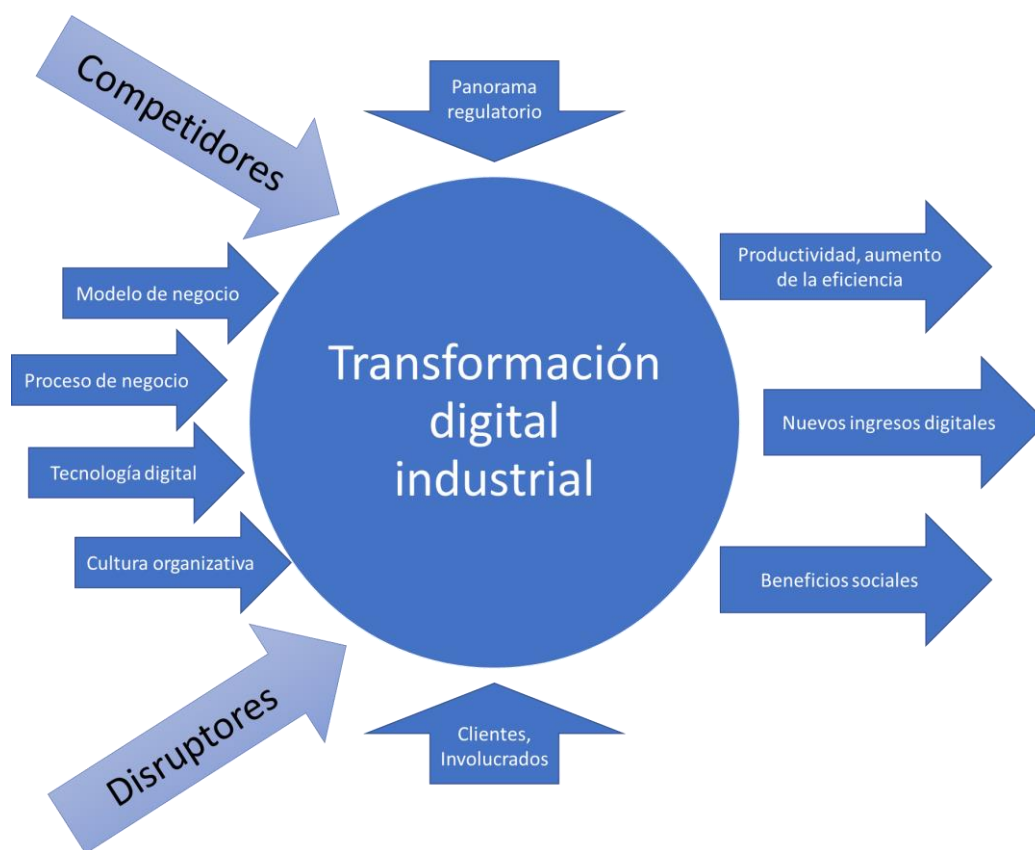 Competidores
Panorama
regulatorio
Modelo de negocio
Proceso de negocio
Tecnología digital
Cultura organizativa
Disruptores
Transformación
digital
industrial
Clientes,
Involucrados
Productividad, aumento
de la eficiencia
Nuevos ingresos digitales
Beneficios sociales